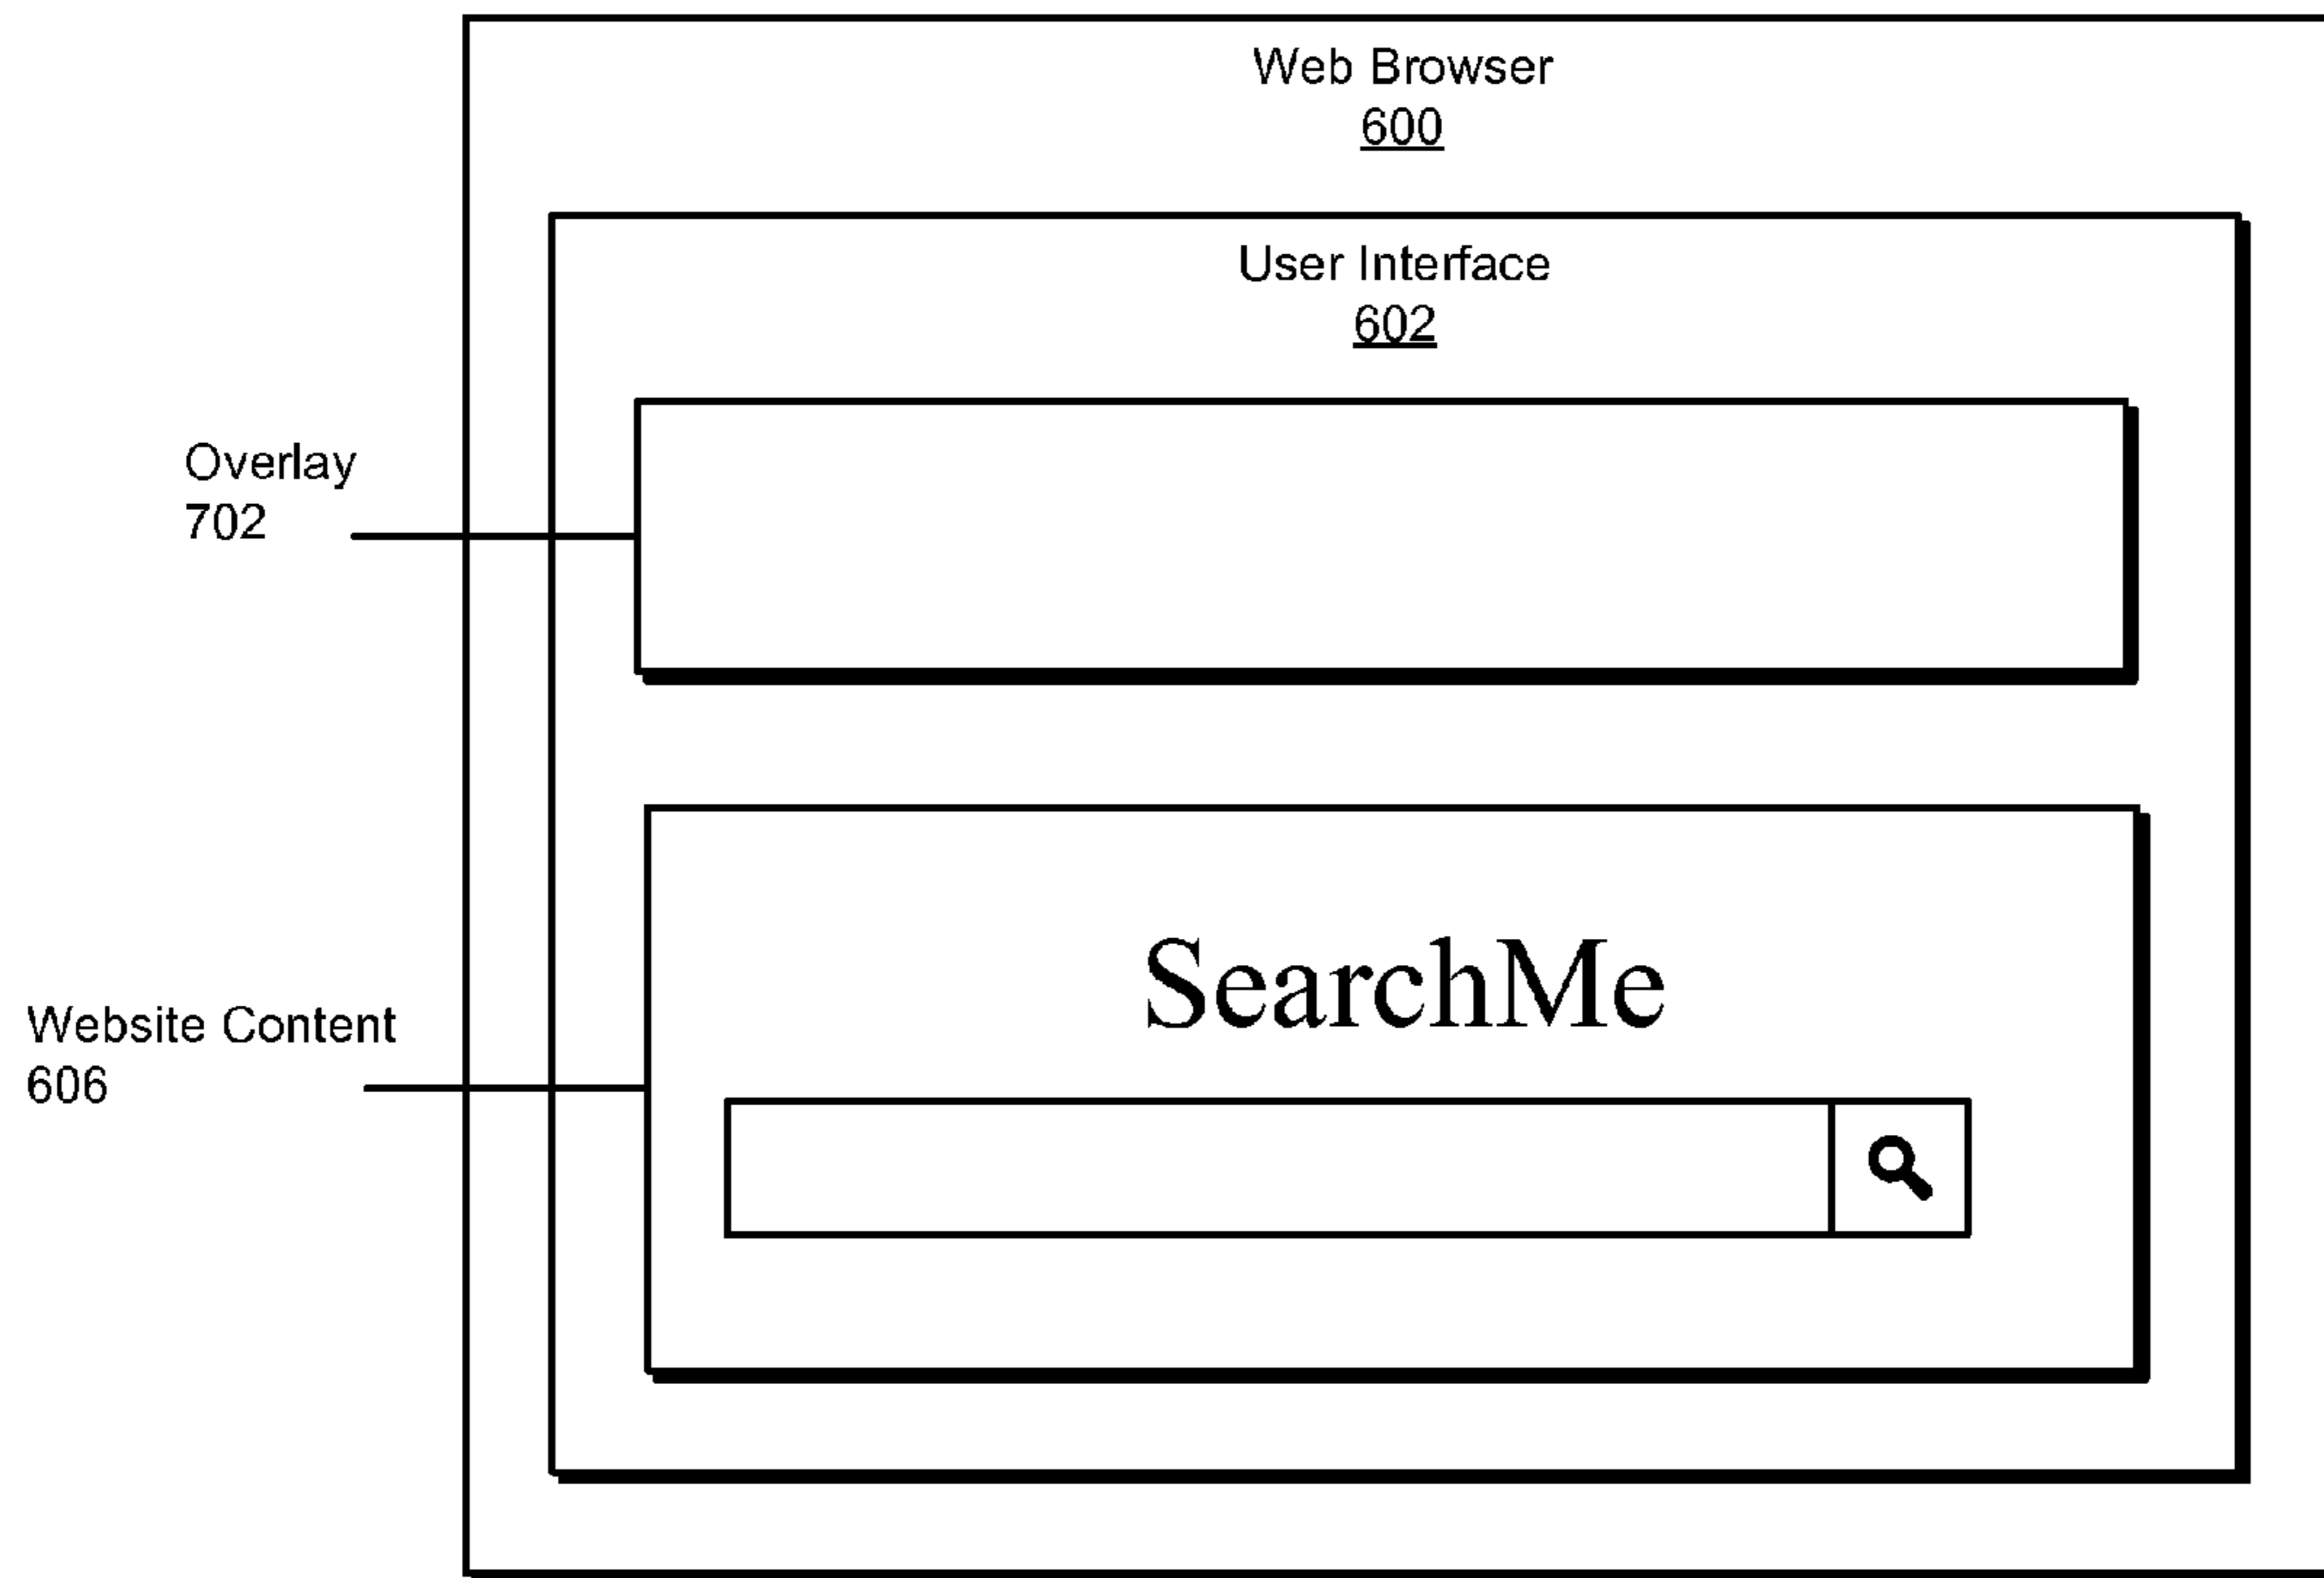 Web Browser
600
User Interface
602
Overlay
702
SearchMe
Website Content
606